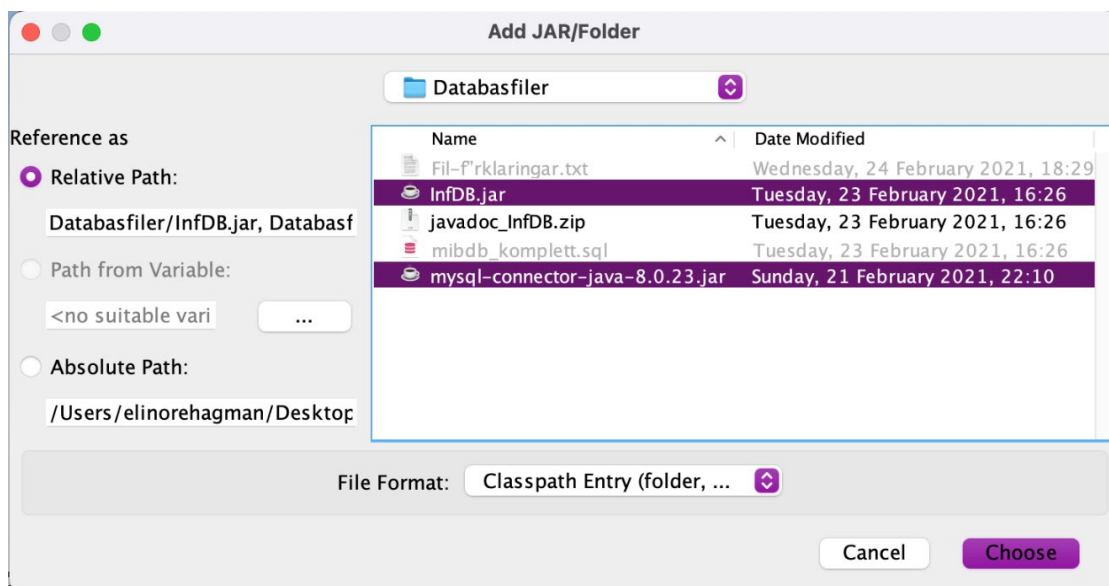 Add JAR/Folder
Databasfiler
Reference as
Relative Path:
Databasfiler/InfDB.jar, Databasf
Path from Variable:
<no suitable vari
...
Absolute Path:
/Users/elinorehagman/Desktop
Name Date Modified
Fil-f"rklaringar.txt Wednesday, 24 February 2021, 18:29
InfDB.jar Tuesday, 23 February 2021, 16:26
javadoc_InfDB.zip Tuesday, 23 February 2021, 16:26
mibdb_komplett.sql Tuesday, 23 February 2021, 16:26
mysql-connector-java-8.0.23.jar Sunday, 21 February 2021, 22:10
File Format: Classpath Entry (folder, ...
Cancel Choose